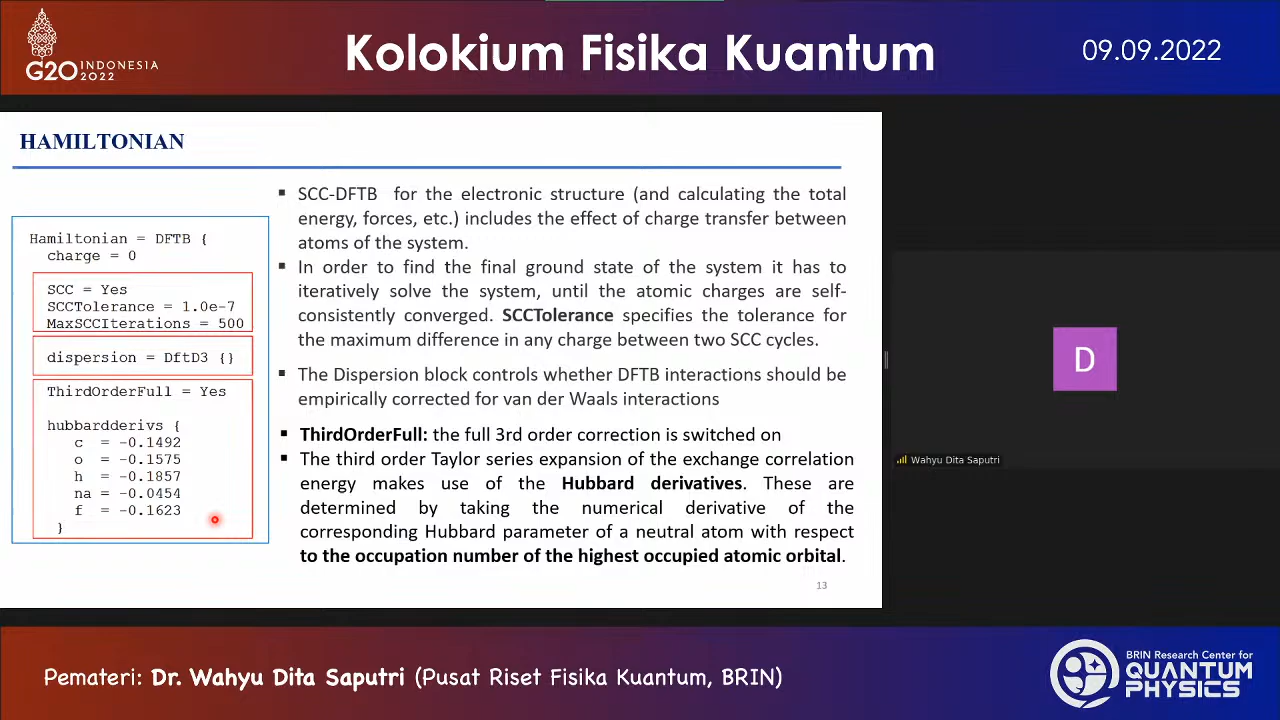 G20 INDONESIA 2022
Kolokium Fisika Kuantum
09.09.2022
HAMILTONIAN
Hamiltonian = DFTB {
charge = 0
SCC = Yes
SCCTolerance = 1.0e-7
MaxSCCIterations = 500
dispersion = DftD3 {}
ThirdOrderFull = Yes
hubbardderivs {
c = -0.1492
o = -0.1575
h = -0.1857
na = -0.0454
f = -0.1623
}
▪ SCC-DFTB for the electronic structure (and calculating the total
energy, forces, etc.) includes the effect of charge transfer between
atoms of the system.
▪ In order to find the final ground state of the system it has to
iteratively solve the system, until the atomic charges are self-
consistently converged. SCCTolerance specifies the tolerance for
the maximum difference in any charge between two SCC cycles.
▪ The Dispersion block controls whether DFTB interactions should be
empirically corrected for van der Waals interactions
▪ ThirdOrderFull: the full 3rd order correction is switched on
▪ The third order Taylor series expansion of the exchange correlation
energy makes use of the Hubbard derivatives. These are
determined by taking the numerical derivative of the
corresponding Hubbard parameter of a neutral atom with respect
to the occupation number of the highest occupied atomic orbital.
13
D
Wahyu Dita Saputri
Pemateri: Dr. Wahyu Dita Saputri (Pusat Riset Fisika Kuantum, BRIN)
BRIN Research Center for
QUANTUM
PHYSICS